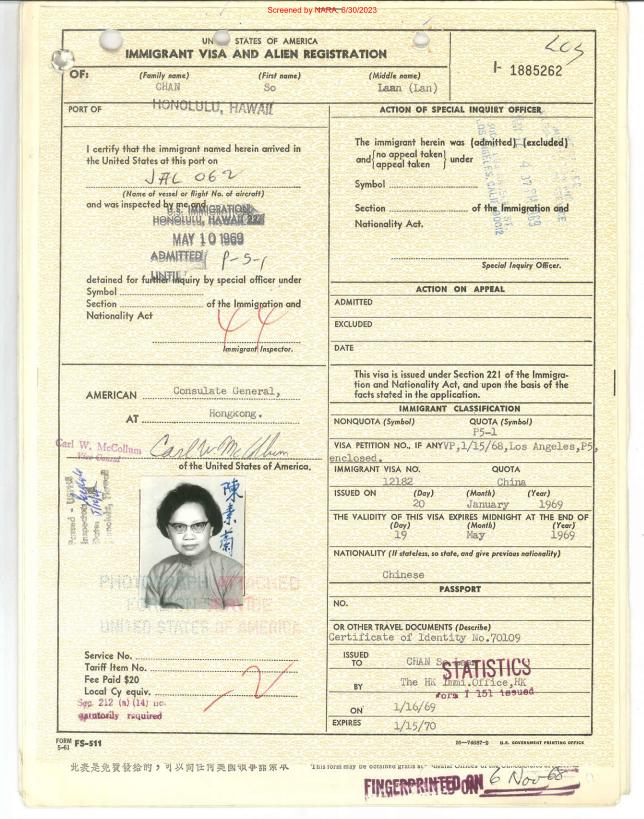 Screened by NARA, 6/30/2023
UNITED STATES OF AMERICA
IMMIGRANT VISA AND ALIEN REGISTRATION
I- 1885262
OF: (Family name) (First name) (Middle name)
CHAN So Laan (Lan)
PORT OF HONOLULU, HAWAII
I certify that the immigrant named herein arrived in
the United States at this port on
JAL 062
(Name of vessel or flight No. of aircraft)
and was inspected by me and
U.S. IMMIGRATION
HONOLULU, HAWAII
MAY 10 1969
ADMITTED P-5-1
UNTIL
detained for further inquiry by special officer under
Symbol
Section of the Immigration and
Nationality Act
Immigrant Inspector.
ACTION OF SPECIAL INQUIRY OFFICER
The immigrant herein was (admitted) (excluded)
and {no appeal taken} under
{appeal taken}
Symbol
Section of the Immigration and
Nationality Act.
Special Inquiry Officer.
ACTION ON APPEAL
ADMITTED
EXCLUDED
DATE
This visa is issued under Section 221 of the Immigra-
tion and Nationality Act, and upon the basis of the
facts stated in the application.
AMERICAN Consulate General,
AT Hongkong.
Carl W. McCollum
Vice Consul
Carl W. McCollum
of the United States of America.
陳素蘭
PHOTOGRAPH ATTACHED
FOREIGN SERVICE
UNITED STATES OF AMERICA
Service No.
Tariff Item No.
Fee Paid $20
Local Cy equiv.
Sec. 212 (a) (14) not
statutorily required
IMMIGRANT CLASSIFICATION
NONQUOTA (Symbol) QUOTA (Symbol)
P5-1
VISA PETITION NO., IF ANY VP,1/15/68,Los Angeles,P5,
enclosed.
IMMIGRANT VISA NO. QUOTA
12182 China
ISSUED ON (Day) (Month) (Year)
20 January 1969
THE VALIDITY OF THIS VISA EXPIRES MIDNIGHT AT THE END OF
(Day) (Month) (Year)
19 May 1969
NATIONALITY (If stateless, so state, and give previous nationality)
Chinese
PASSPORT
NO.
OR OTHER TRAVEL DOCUMENTS (Describe)
Certificate of Identity No.70109
ISSUED
TO CHAN So Laan
STATISTICS
BY The HK Immi.Office,HK
Form I 151 issued
ON 1/16/69
EXPIRES 1/15/70
FORM
5-61 FS-511
16—76687-2 U.S. GOVERNMENT PRINTING OFFICE
此表是免費發給的，可以向任何美國領事館索取
This form may be obtained gratis at
FINGERPRINTED ON 6 Nov 68